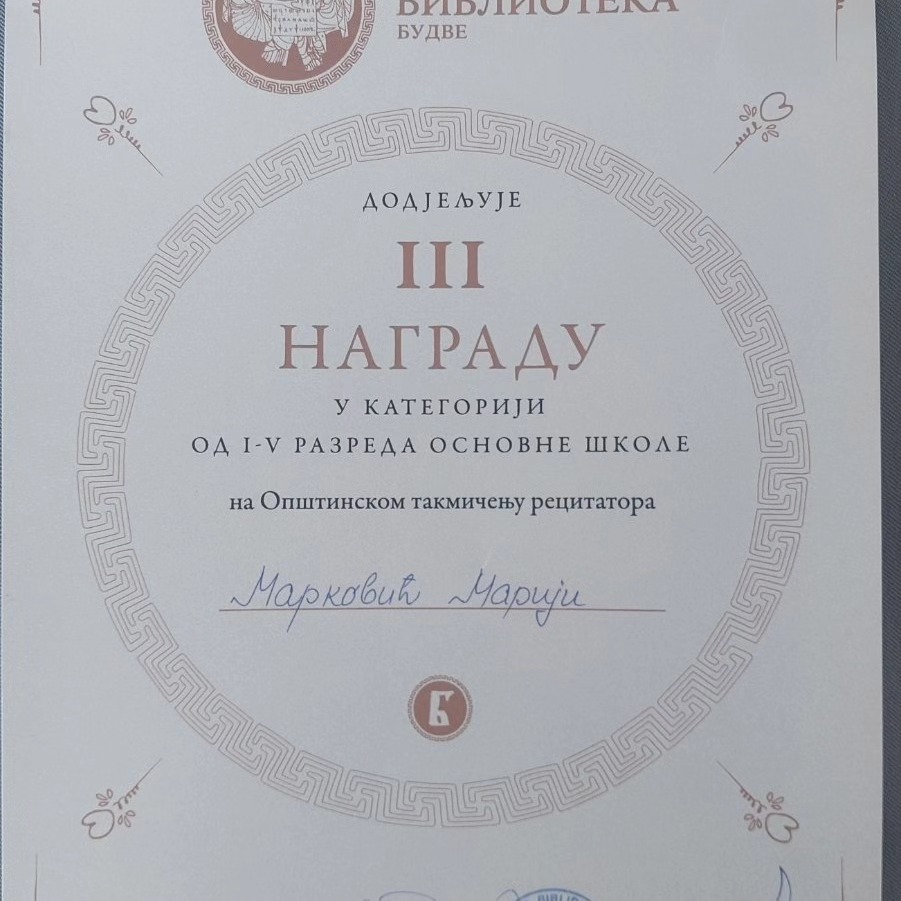 БИБЛИОТЕКА
БУДВЕ
ДОДЈЕЉУЈЕ
III
НАГРАДУ
У КАТЕГОРИЈИ
ОД I-V РАЗРЕДА ОСНОВНЕ ШКОЛЕ
на Општинском такмичењу рецитатора
Марковић Марији
Б